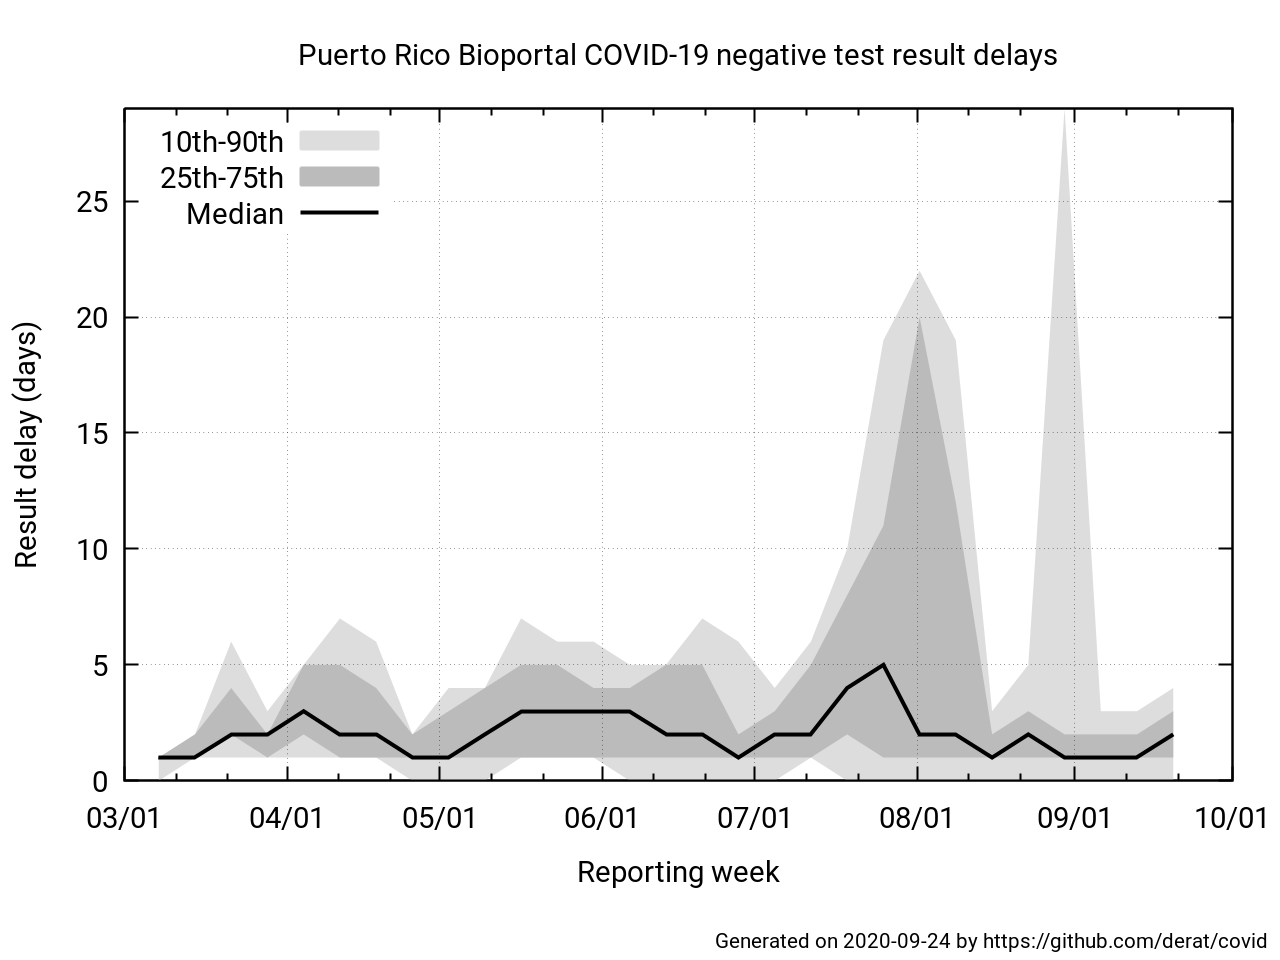 Puerto Rico Bioportal COVID-19 negative test result delays
10th-90th
25th-75th
Median
25
20
15
10
5
0
Result delay (days)
03/01 04/01 05/01 06/01 07/01 08/01 09/01 10/01
Reporting week
Generated on 2020-09-24 by https://github.com/derat/covid